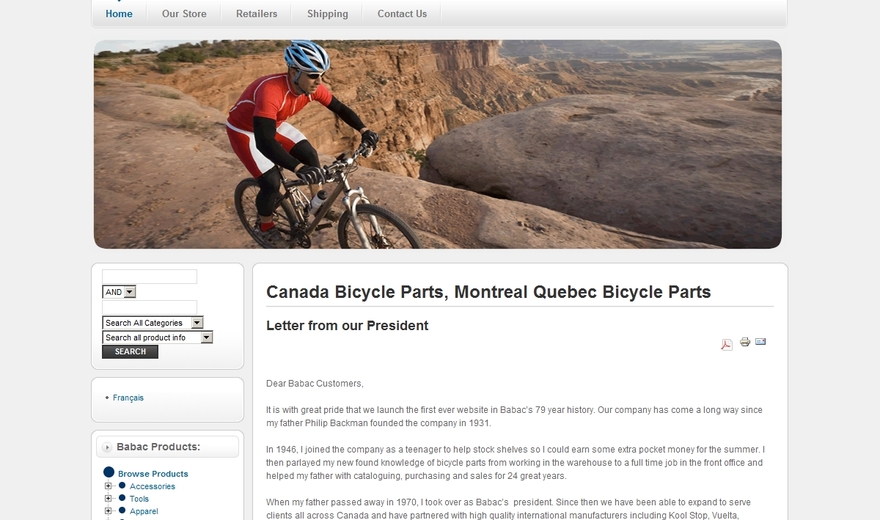 Home Our Store Retailers Shipping Contact Us
AND
Search All Categories
Search all product info
SEARCH
Français
Babac Products:
Browse Products
Accessories
Tools
Apparel
Canada Bicycle Parts, Montreal Quebec Bicycle Parts
Letter from our President
Dear Babac Customers,
It is with great pride that we launch the first ever website in Babac's 79 year history. Our company has come a long way since
my father Philip Backman founded the company in 1931.
In 1946, I joined the company as a teenager to help stock shelves so I could earn some extra pocket money for the summer. I
then parlayed my new found knowledge of bicycle parts from working in the warehouse to a full time job in the front office and
helped my father with cataloguing, purchasing and sales for 24 great years.
When my father passed away in 1970, I took over as Babac's president. Since then we have been able to expand to serve
clients all across Canada and have partnered with high quality international manufacturers including Kool Stop, Vuelta,